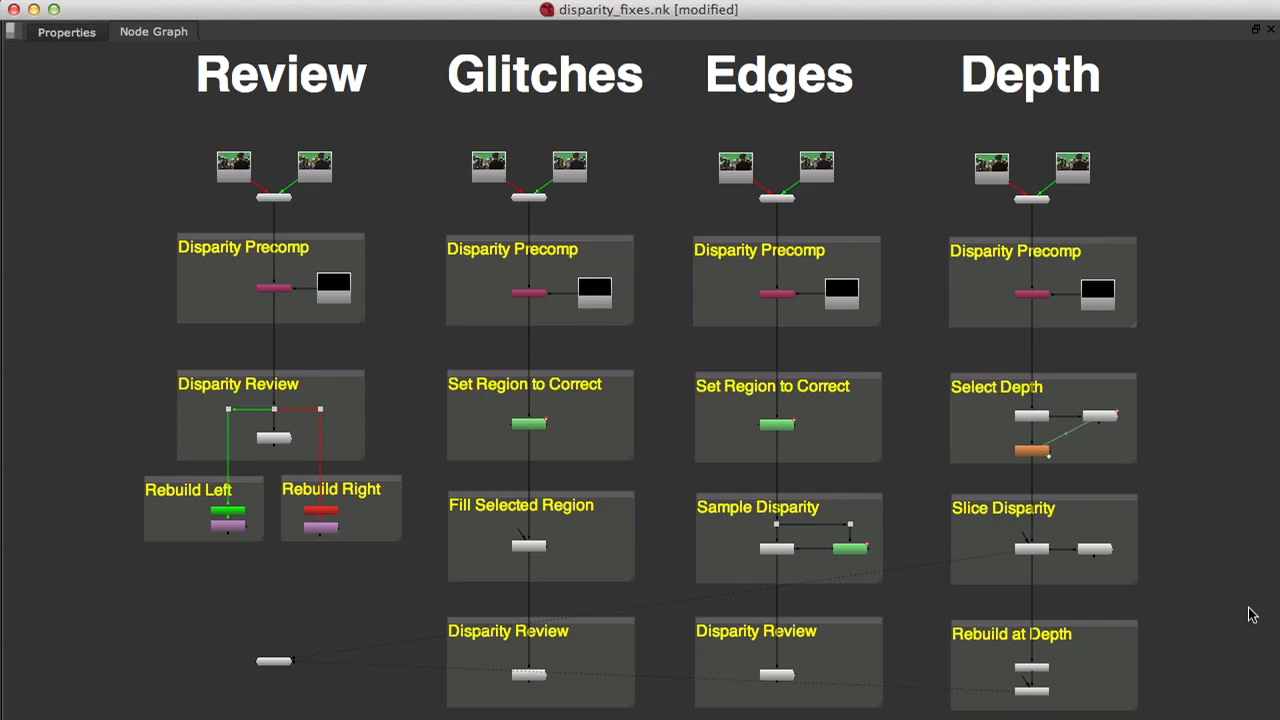 disparity_fixes.nk [modified]
Properties
Node Graph
Review
Glitches
Edges
Depth
Disparity Precomp
Disparity Precomp
Disparity Precomp
Disparity Precomp
Disparity Review
Set Region to Correct
Set Region to Correct
Select Depth
Rebuild Left
Rebuild Right
Fill Selected Region
Sample Disparity
Slice Disparity
Disparity Review
Disparity Review
Rebuild at Depth